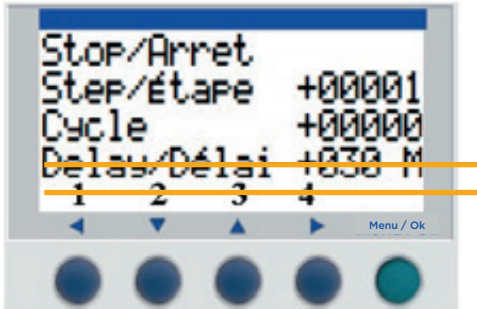 Stop/Arret
Step/Étape +00001
Cycle +00000
Delay/Délai +030 M
1 2 3 4
Menu / Ok